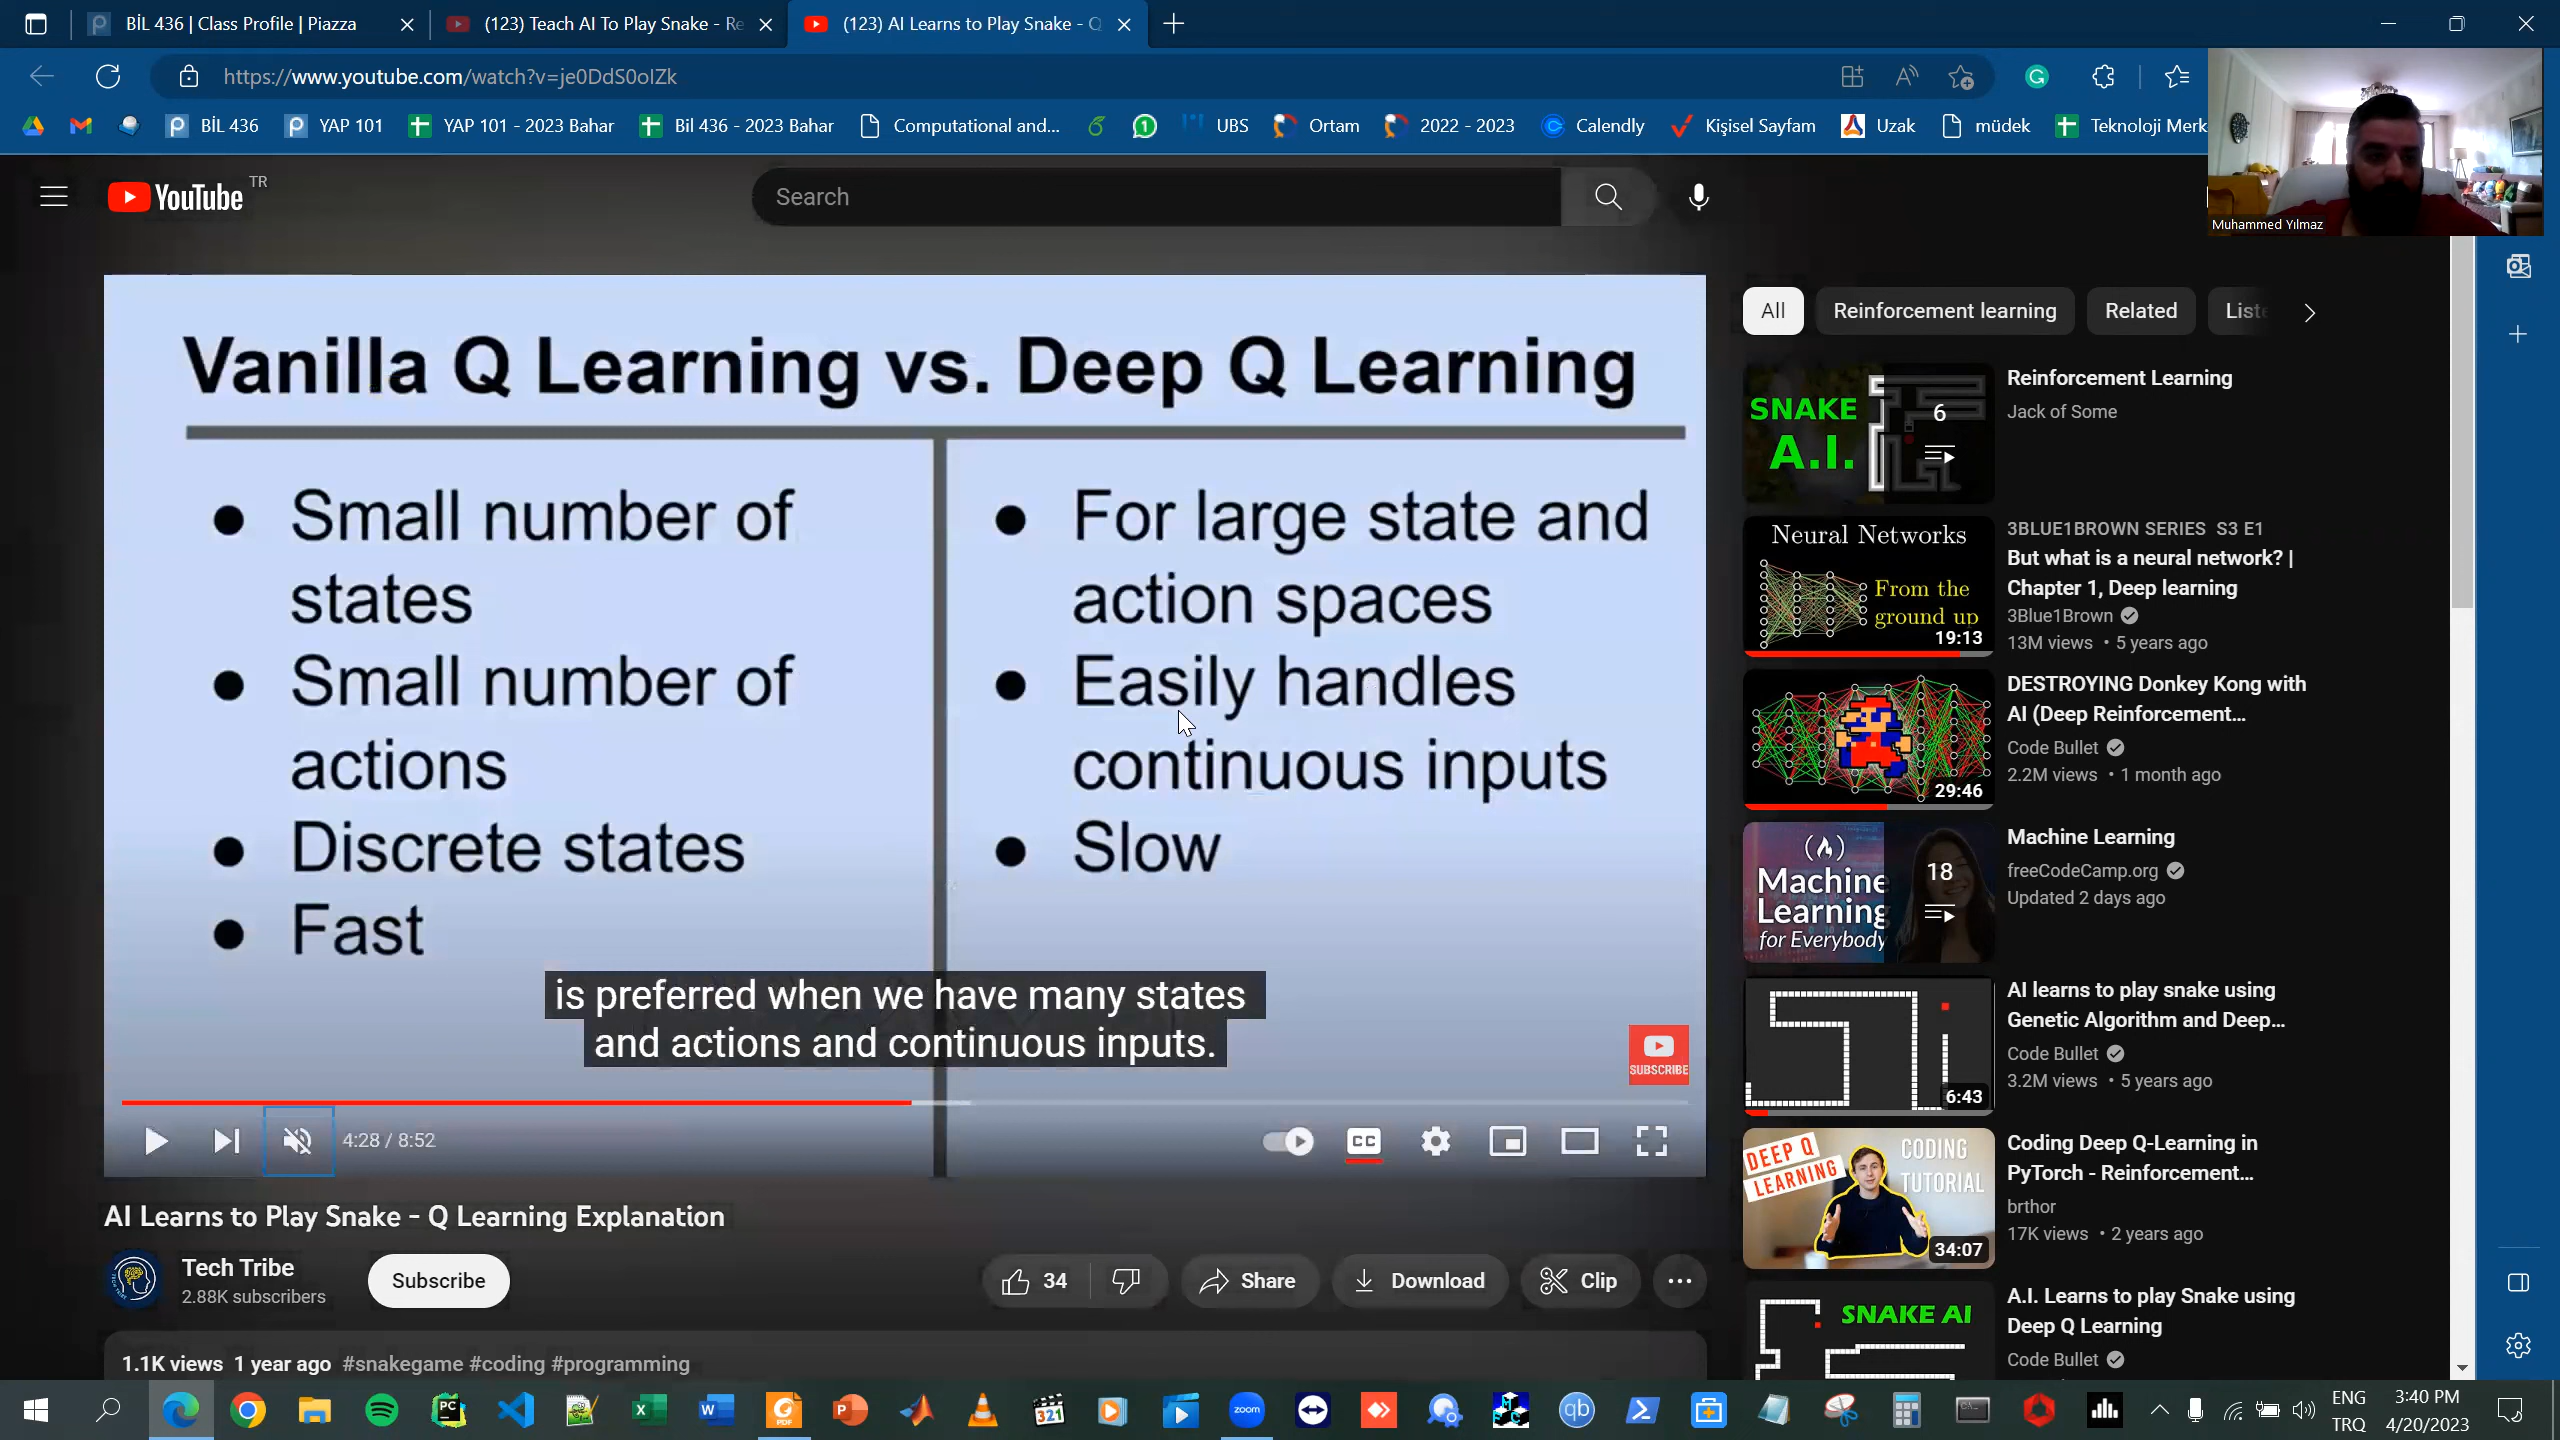 BİL 436 | Class Profile | Piazza
(123) Teach AI To Play Snake - Re
(123) AI Learns to Play Snake - Q
https://www.youtube.com/watch?v=je0DdS0oIZk
BİL 436
YAP 101
YAP 101 - 2023 Bahar
Bil 436 - 2023 Bahar
Computational and...
1
UBS
Ortam
2022 - 2023
Calendly
Kişisel Sayfam
Uzak
müdek
Teknoloji Merk
Muhammed Yılmaz
YouTube TR
Search
Vanilla Q Learning vs. Deep Q Learning
• Small number of
states
• Small number of
actions
• Discrete states
• Fast
• For large state and
action spaces
• Easily handles
continuous inputs
• Slow
is preferred when we have many states
and actions and continuous inputs.
SUBSCRIBE
4:28 / 8:52
CC
AI Learns to Play Snake - Q Learning Explanation
Tech Tribe
2.88K subscribers
Subscribe
34
Share
Download
Clip
1.1K views 1 year ago #snakegame #coding #programming
All
Reinforcement learning
Related
Liste
SNAKE
A.I.
6
Reinforcement Learning
Jack of Some
Neural Networks
From the
ground up
19:13
3BLUE1BROWN SERIES S3 E1
But what is a neural network? |
Chapter 1, Deep learning
3Blue1Brown
13M views • 5 years ago
29:46
DESTROYING Donkey Kong with
AI (Deep Reinforcement...
Code Bullet
2.2M views • 1 month ago
Machine
Learning
for Everybody
18
Machine Learning
freeCodeCamp.org
Updated 2 days ago
6:43
AI learns to play snake using
Genetic Algorithm and Deep...
Code Bullet
3.2M views • 5 years ago
DEEP Q
LEARNING
CODING
TUTORIAL
34:07
Coding Deep Q-Learning in
PyTorch - Reinforcement...
brthor
17K views • 2 years ago
SNAKE AI
A.I. Learns to play Snake using
Deep Q Learning
Code Bullet
PC
PDF
321
zoom
qb
ENG
TRQ
3:40 PM
4/20/2023